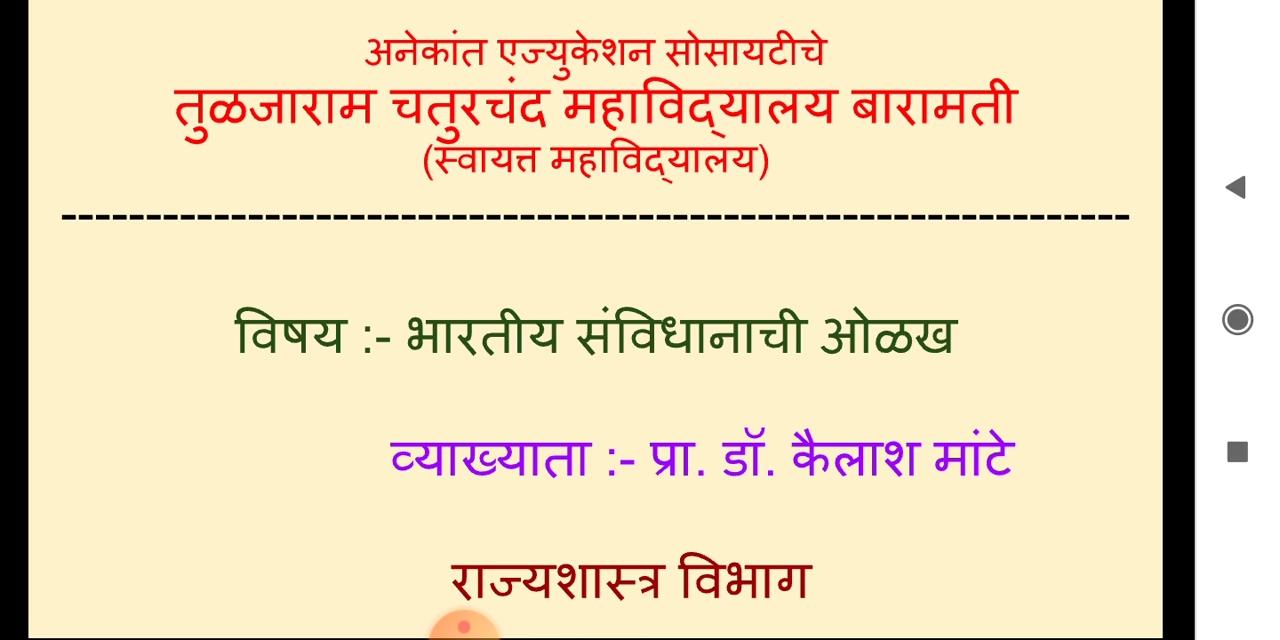 अनेकांत एज्युकेशन सोसायटीचे
तुळजाराम चतुरचंद महाविद्यालय बारामती
(स्वायत्त महाविद्यालय)
------------------------------------------------------------------
विषय :- भारतीय संविधानाची ओळख
व्याख्याता :- प्रा. डॉ. कैलाश मांटे
राज्यशास्त्र विभाग